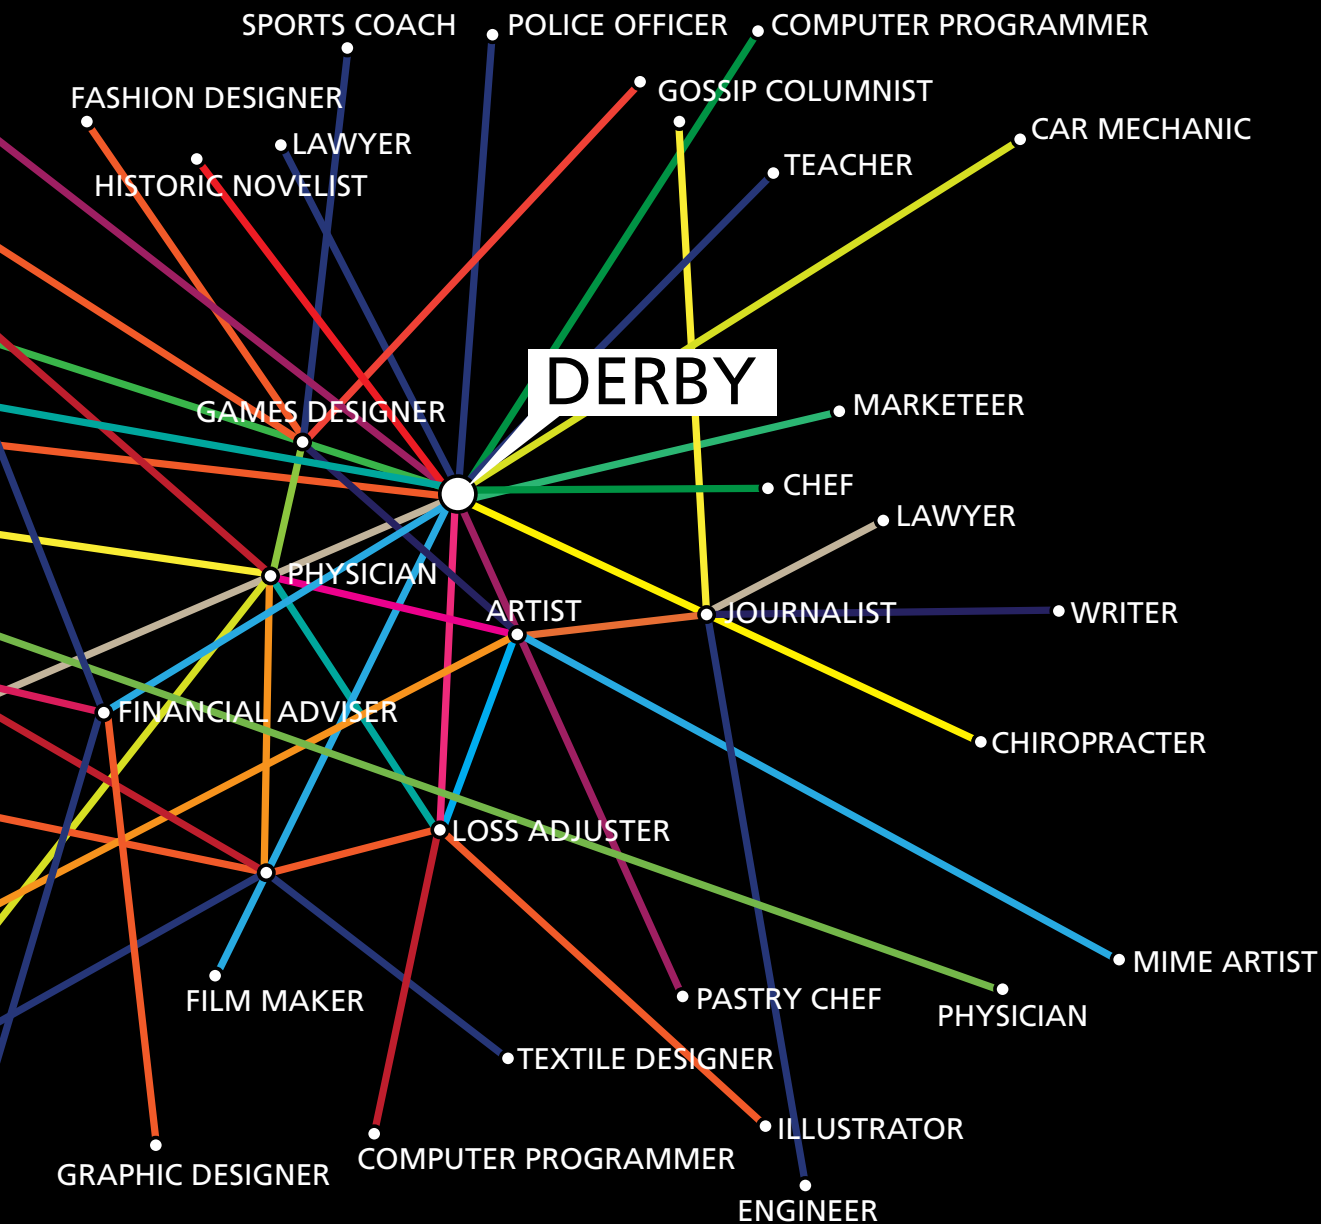 SPORTS COACH
POLICE OFFICER
COMPUTER PROGRAMMER
FASHION DESIGNER
GOSSIP COLUMNIST
LAWYER
CAR MECHANIC
HISTORIC NOVELIST
TEACHER
DERBY
GAMES DESIGNER
MARKETEER
CHEF
LAWYER
PHYSICIAN
ARTIST
JOURNALIST
WRITER
FINANCIAL ADVISER
CHIROPRACTER
LOSS ADJUSTER
MIME ARTIST
FILM MAKER
PASTRY CHEF
PHYSICIAN
TEXTILE DESIGNER
ILLUSTRATOR
COMPUTER PROGRAMMER
GRAPHIC DESIGNER
ENGINEER